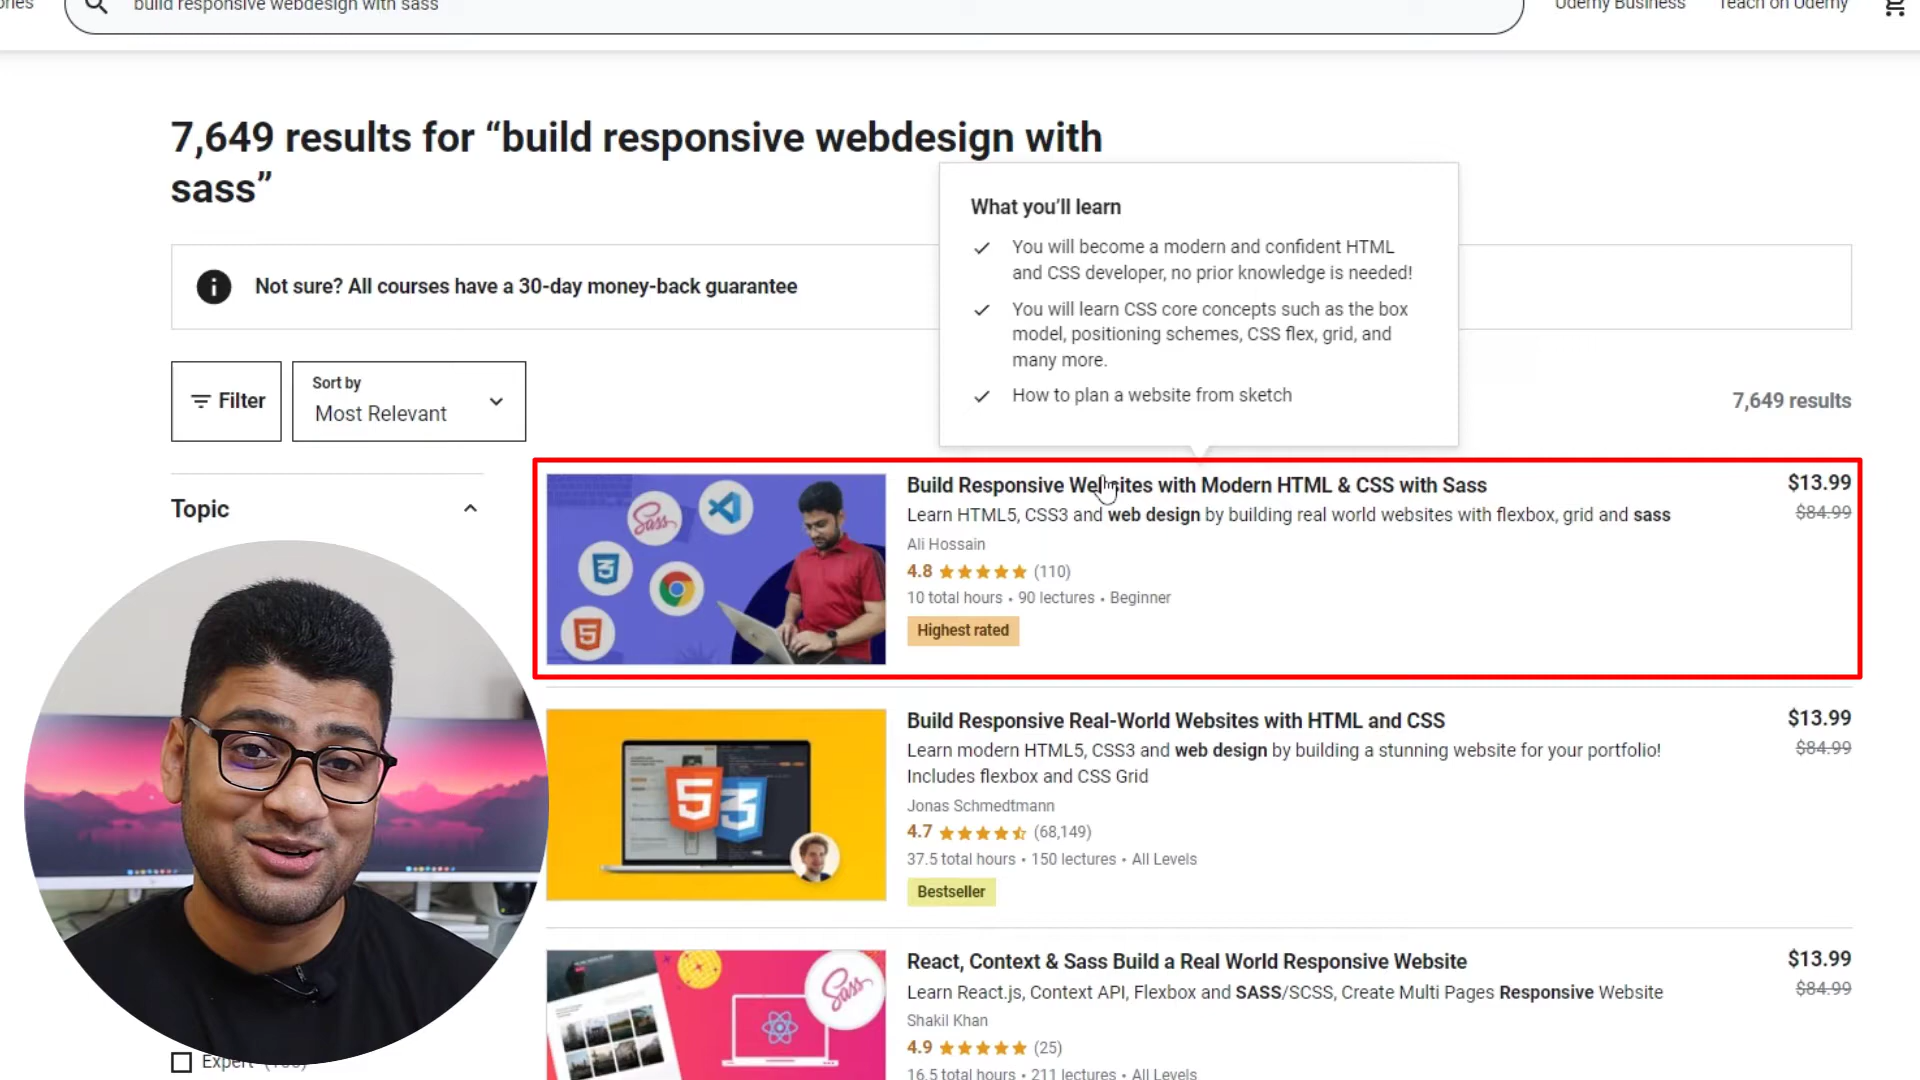 build responsive webdesign with sass
Udemy Business
Teach on Udemy
7,649 results for “build responsive webdesign with
sass”
What you’ll learn
You will become a modern and confident HTML
and CSS developer, no prior knowledge is needed!
You will learn CSS core concepts such as the box
model, positioning schemes, CSS flex, grid, and
many more.
How to plan a website from sketch
Not sure? All courses have a 30-day money-back guarantee
Filter
Sort by
Most Relevant
7,649 results
Topic
Sass
3
5
Build Responsive Websites with Modern HTML & CSS with Sass
$13.99
Learn HTML5, CSS3 and web design by building real world websites with flexbox, grid and sass
$84.99
Ali Hossain
4.8 (110)
10 total hours • 90 lectures • Beginner
Highest rated
5 3
Build Responsive Real-World Websites with HTML and CSS
$13.99
Learn modern HTML5, CSS3 and web design by building a stunning website for your portfolio!
$84.99
Includes flexbox and CSS Grid
Jonas Schmedtmann
4.7 (68,149)
37.5 total hours • 150 lectures • All Levels
Bestseller
Sass
React, Context & Sass Build a Real World Responsive Website
$13.99
Learn React.js, Context API, Flexbox and SASS/SCSS, Create Multi Pages Responsive Website
$84.99
Shakil Khan
4.9 (25)
16.5 total hours • 211 lectures • All Levels
Expert